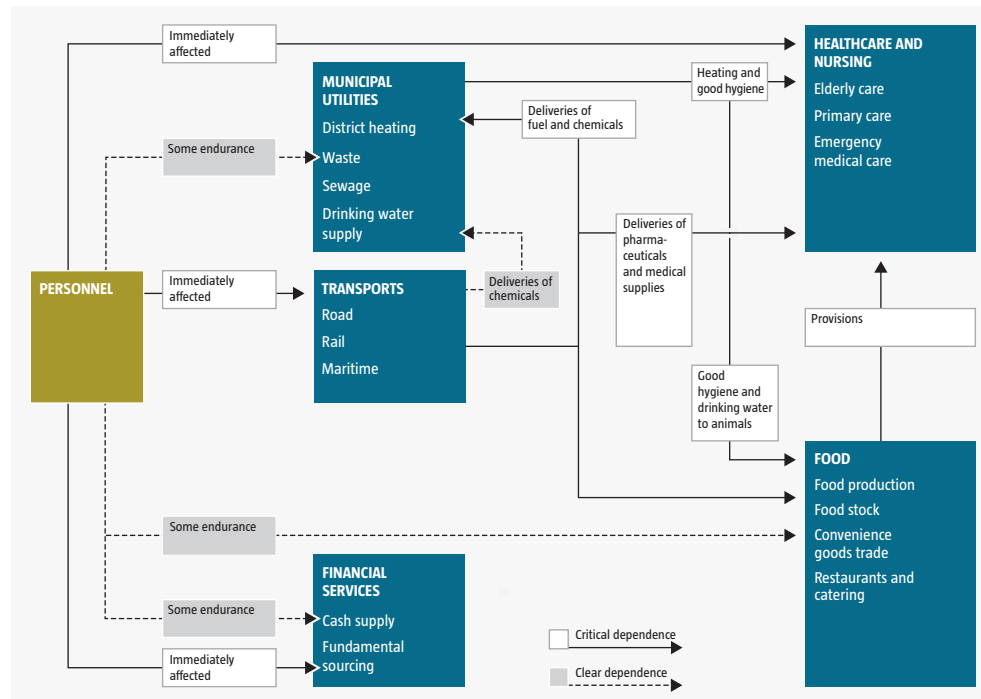 Immediately
affected
HEALTHCARE AND
NURSING
Elderly care
Primary care
Emergency
medical care
MUNICIPAL
UTILITIES
District heating
Waste
Sewage
Drinking water
supply
Heating and
good hygiene
Deliveries of
fuel and chemicals
Some endurance
Deliveries of
pharma-
ceuticals
and medical
supplies
PERSONNEL
Immediately
affected
TRANSPORTS
Road
Rail
Maritime
Deliveries of
chemicals
Provisions
Good
hygiene and
drinking water
to animals
FOOD
Food production
Food stock
Convenience
goods trade
Restaurants and
catering
Some endurance
FINANCIAL
SERVICES
Cash supply
Fundamental
sourcing
Some endurance
Immediately
affected
Critical dependence
Clear dependence